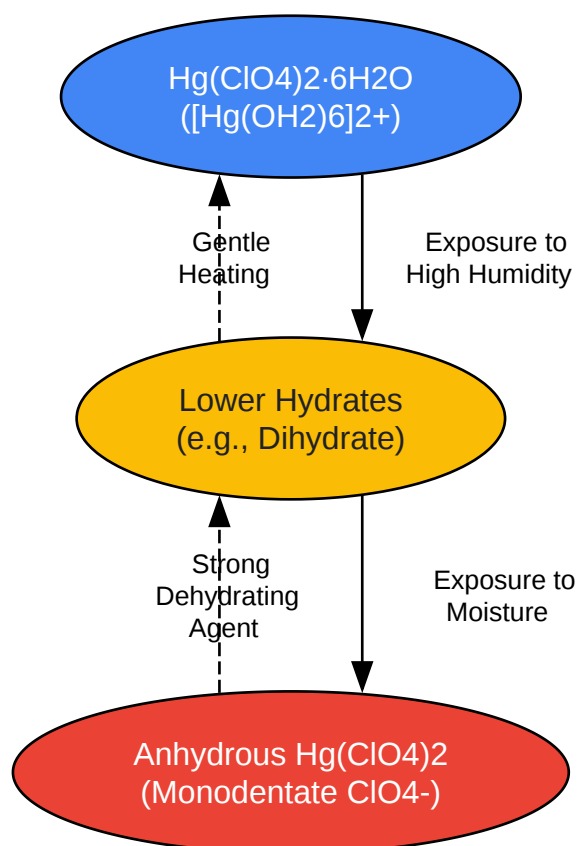 Hg(ClO4)2·6H2O
([Hg(OH2)6]2+)
Gentle
Heating
Exposure to
High Humidity
Lower Hydrates
(e.g., Dihydrate)
Strong
Dehydrating
Agent
Exposure to
Moisture
Anhydrous Hg(ClO4)2
(Monodentate ClO4-)